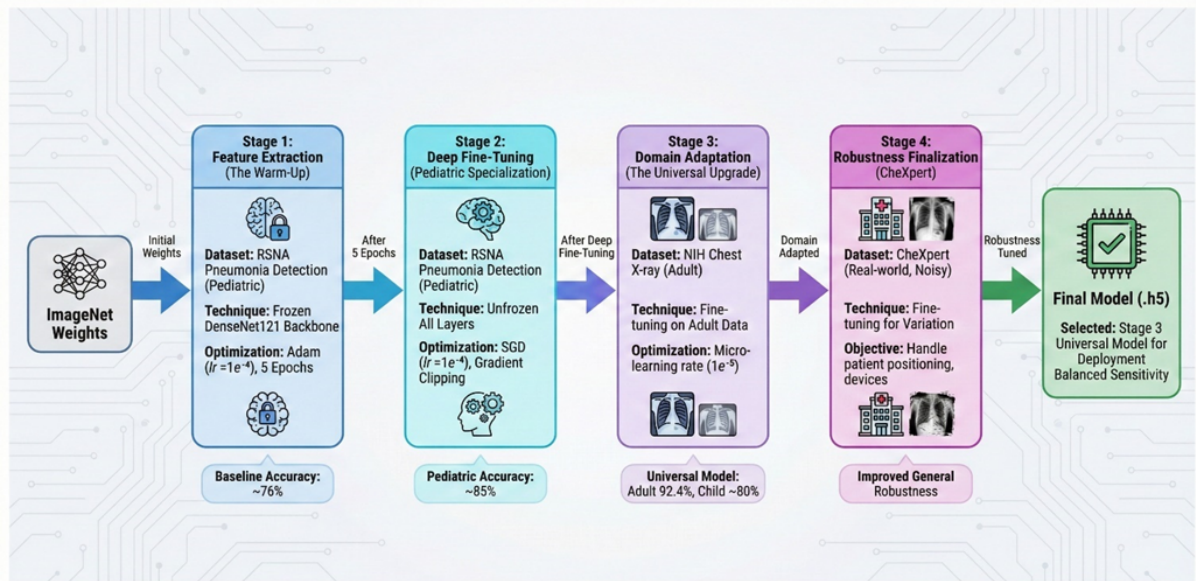 ImageNet
Weights
Initial
Weights
Stage 1:
Feature Extraction
(The Warm-Up)
Dataset: RSNA
Pneumonia Detection
(Pediatric)
Technique: Frozen
DenseNet121 Backbone
Optimization: Adam
(lr =1e⁻⁴), 5 Epochs
Baseline Accuracy:
~76%
After
5 Epochs
Stage 2:
Deep Fine-Tuning
(Pediatric Specialization)
Dataset: RSNA
Pneumonia Detection
(Pediatric)
Technique: Unfrozen
All Layers
Optimization: SGD
(lr =1e⁻⁴), Gradient
Clipping
Pediatric Accuracy:
~85%
After Deep
Fine-Tuning
Stage 3:
Domain Adaptation
(The Universal Upgrade)
Dataset: NIH Chest
X-ray (Adult)
Technique: Fine-
tuning on Adult Data
Optimization: Micro-
learning rate (1e⁻⁵)
Universal Model:
Adult 92.4%, Child ~80%
Domain
Adapted
Stage 4:
Robustness Finalization
(CheXpert)
Dataset: CheXpert
(Real-world, Noisy)
Technique: Fine-
tuning for Variation
Objective: Handle
patient positioning,
devices
Improved General
Robustness
Robustness
Tuned
Final Model (.h5)
Selected: Stage 3
Universal Model for
Deployment
Balanced Sensitivity